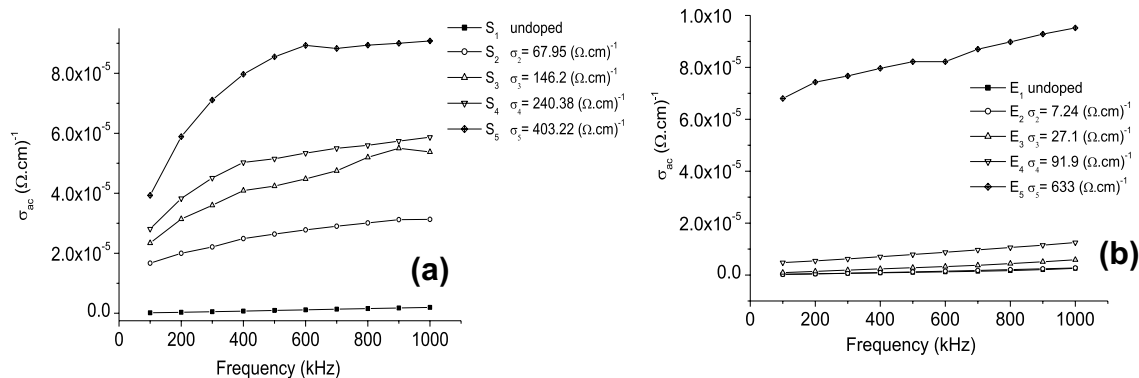 8.0x10⁻⁵
6.0x10⁻⁵
4.0x10⁻⁵
2.0x10⁻⁵
0.0
σac (Ω.cm)⁻¹
0 200 400 600 800 1000
Frequency (kHz)
S₁ undoped
S₂ σ₂= 67.95 (Ω.cm)⁻¹
S₃ σ₃= 146.2 (Ω.cm)⁻¹
S₄ σ₄= 240.38 (Ω.cm)⁻¹
S₅ σ₅= 403.22 (Ω.cm)⁻¹
(a)
1.0x10
8.0x10⁻⁵
6.0x10⁻⁵
4.0x10⁻⁵
2.0x10⁻⁵
0.0
σac (Ω.cm)⁻¹
0 200 400 600 800 1000
Frequency (kHz)
E₁ undoped
E₂ σ₂= 7.24 (Ω.cm)⁻¹
E₃ σ₃= 27.1 (Ω.cm)⁻¹
E₄ σ₄= 91.9 (Ω.cm)⁻¹
E₅ σ₅= 633 (Ω.cm)⁻¹
(b)